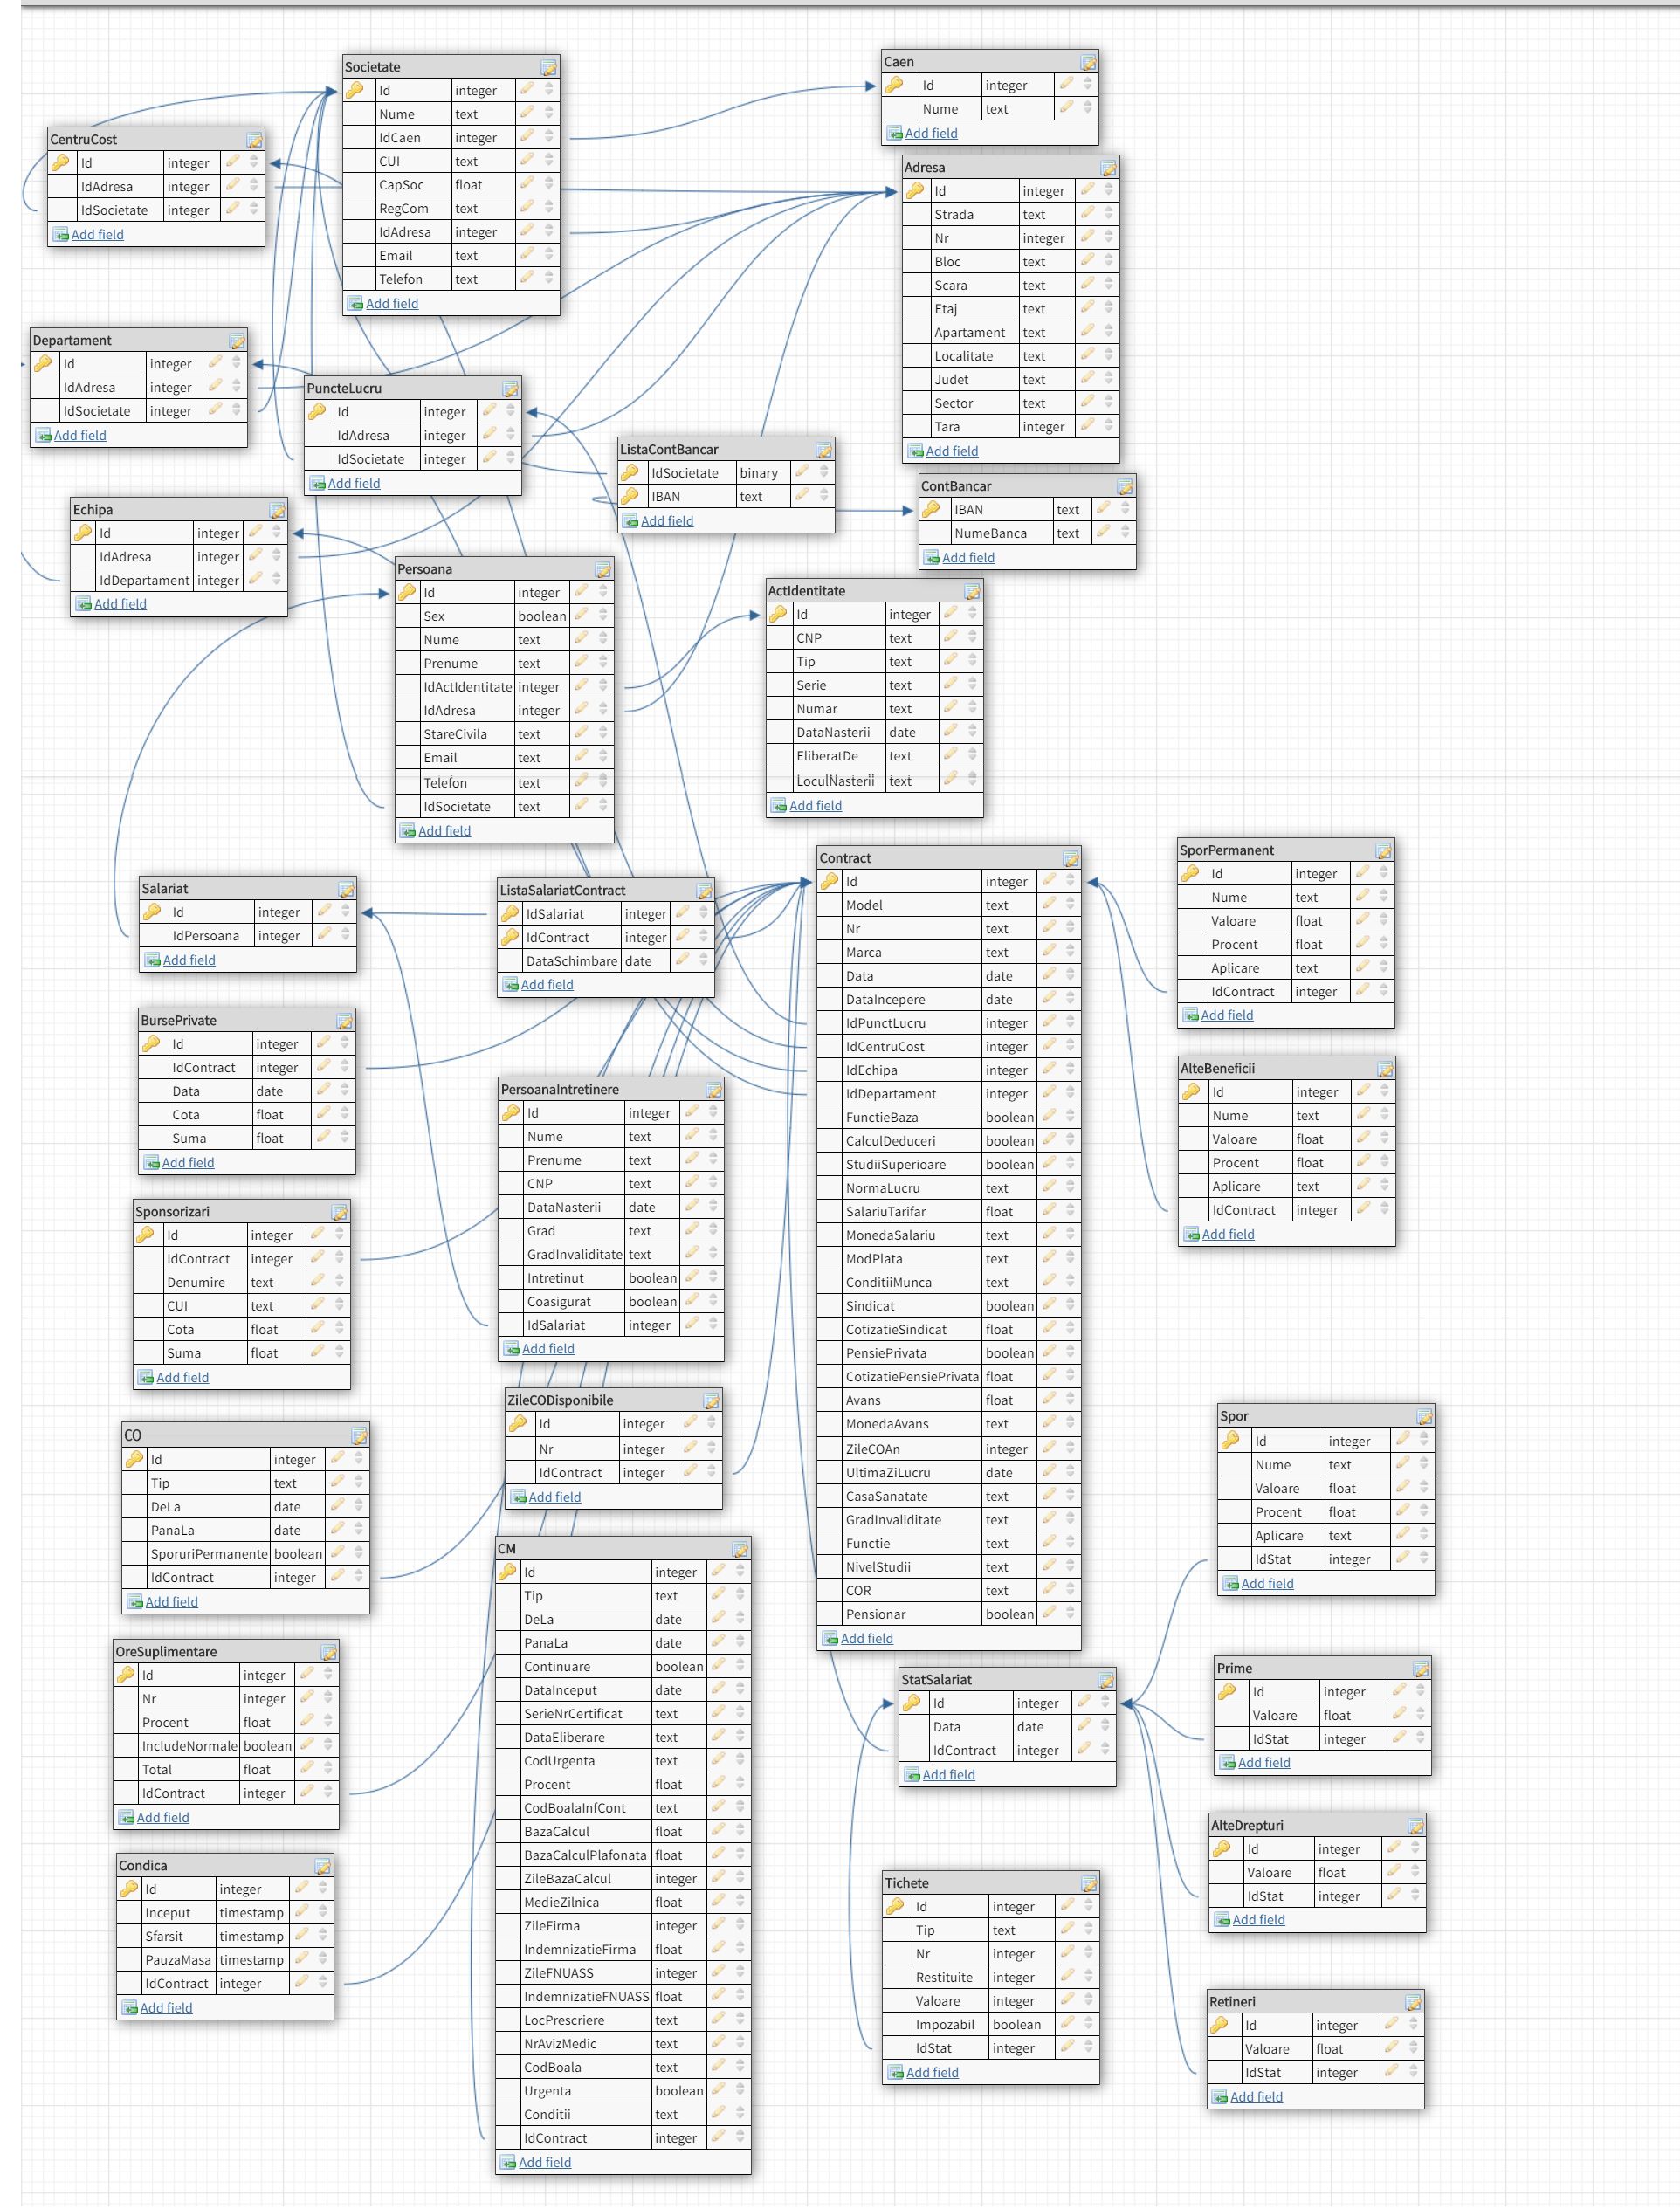 Societate
Id integer
Nume text
IdCaen integer
CUI text
CapSoc float
RegCom text
IdAdresa integer
Email text
Telefon text
Add field
Caen
Id integer
Nume text
Add field
CentruCost
Id integer
IdAdresa integer
IdSocietate integer
Add field
Adresa
Id integer
Strada text
Nr integer
Bloc text
Scara text
Etaj text
Apartament text
Localitate text
Judet text
Sector text
Tara integer
Add field
Departament
Id integer
IdAdresa integer
IdSocietate integer
Add field
PuncteLucru
Id integer
IdAdresa integer
IdSocietate integer
Add field
ListaContBancar
IdSocietate binary
IBAN text
Add field
ContBancar
IBAN text
NumeBanca text
Add field
Echipa
Id integer
IdAdresa integer
IdDepartament integer
Add field
Persoana
Id integer
Sex boolean
Nume text
Prenume text
IdActIdentitate integer
IdAdresa integer
StareCivila text
Email text
Telefon text
IdSocietate text
Add field
ActIdentitate
Id integer
CNP text
Tip text
Serie text
Numar text
DataNasterii date
EliberatDe text
LoculNasterii text
Add field
Salariat
Id integer
IdPersoana integer
Add field
ListaSalariatContract
IdSalariat integer
IdContract integer
DataSchimbare date
Add field
Contract
Id integer
Model text
Nr text
Marca text
Data date
DataIncepere date
IdPunctLucru integer
IdCentruCost integer
IdEchipa integer
IdDepartament integer
FunctieBaza boolean
CalculDeduceri boolean
StudiiSuperioare boolean
NormaLucru text
SalariuTarifar float
MonedaSalariu text
ModPlata text
ConditiiMunca text
Sindicat boolean
CotizatieSindicat float
PensiePrivata boolean
CotizatiePensiePrivata float
Avans float
MonedaAvans text
ZileCOAn integer
UltimaZiLucru date
CasaSanatate text
GradInvaliditate text
Functie text
NivelStudii text
COR text
Pensionar boolean
Add field
SporPermanent
Id integer
Nume text
Valoare float
Procent float
Aplicare text
IdContract integer
Add field
BursePrivate
Id integer
IdContract integer
Data date
Cota float
Suma float
Add field
PersoanaIntretinere
Id integer
Nume text
Prenume text
CNP text
DataNasterii date
Grad text
GradInvaliditate text
Intretinut boolean
Coasigurat boolean
IdSalariat integer
Add field
AlteBeneficii
Id integer
Nume text
Valoare float
Procent float
Aplicare text
IdContract integer
Add field
Sponsorizari
Id integer
IdContract integer
Denumire text
CUI text
Cota float
Suma float
Add field
ZileCODisponibile
Id integer
Nr integer
IdContract integer
Add field
CO
Id integer
Tip text
DeLa date
PanaLa date
SporuriPermanente boolean
IdContract integer
Add field
Spor
Id integer
Nume text
Valoare float
Procent float
Aplicare text
IdStat integer
Add field
CM
Id integer
Tip text
DeLa date
PanaLa date
Continuare boolean
DataInceput date
SerieNrCertificat text
DataEliberare text
CodUrgenta text
Procent float
CodBoalaInfCont text
BazaCalcul float
BazaCalculPlafonata float
ZileBazaCalcul integer
MedieZilnica float
ZileFirma integer
IndemnizatieFirma float
ZileFNUASS integer
IndemnizatieFNUASS float
LocPrescriere text
NrAvizMedic text
CodBoala text
Urgenta boolean
Conditii text
IdContract integer
Add field
OreSuplimentare
Id integer
Nr integer
Procent float
IncludeNormale boolean
Total float
IdContract integer
Add field
StatSalariat
Id integer
Data date
IdContract integer
Add field
Prime
Id integer
Valoare float
IdStat integer
Add field
Condica
Id integer
Inceput timestamp
Sfarsit timestamp
PauzaMasa timestamp
IdContract integer
Add field
AlteDrepturi
Id integer
Valoare float
IdStat integer
Add field
Tichete
Id integer
Tip text
Nr integer
Restituite integer
Valoare integer
Impozabil boolean
IdStat integer
Add field
Retineri
Id integer
Valoare float
IdStat integer
Add field